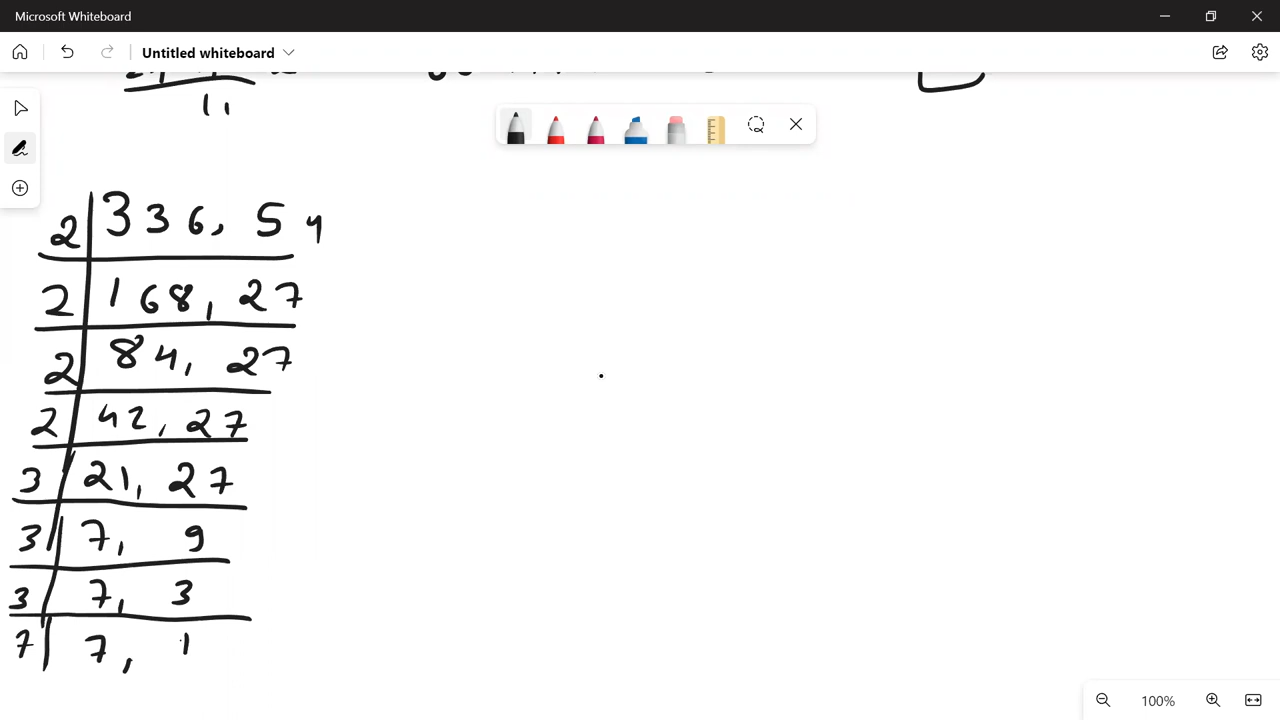 Microsoft Whiteboard
Untitled whiteboard
2 | 336, 54
2 | 168, 27
2 | 84, 27
2 | 42, 27
3 | 21, 27
3 | 7, 9
3 | 7, 3
7 | 7, 1
100%